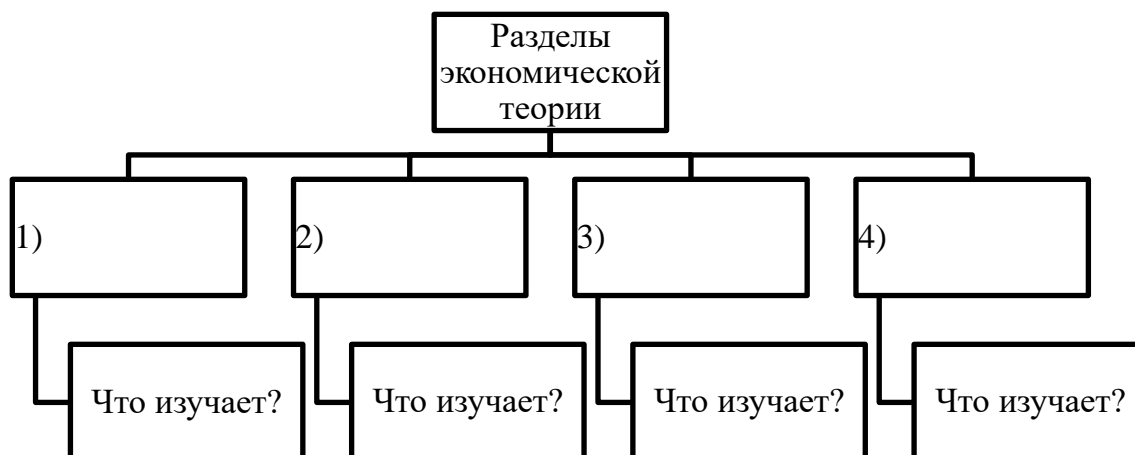 Разделы
экономической
теории
1)
2)
3)
4)
Что изучает?
Что изучает?
Что изучает?
Что изучает?